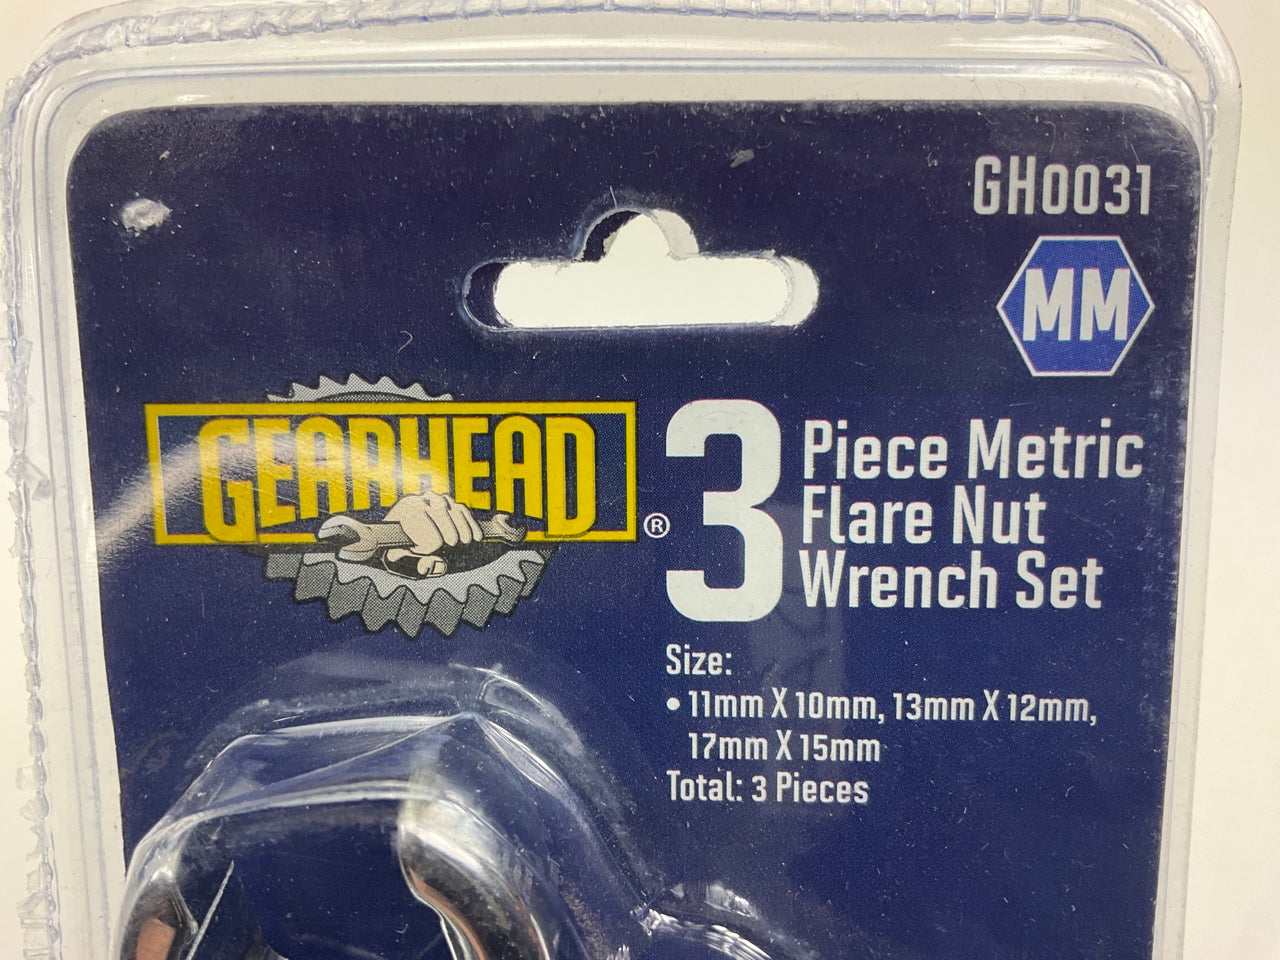 GH0031
MM
GEARHEAD®
3 Piece Metric
Flare Nut
Wrench Set
Size:
• 11mm X 10mm, 13mm X 12mm,
17mm X 15mm
Total: 3 Pieces